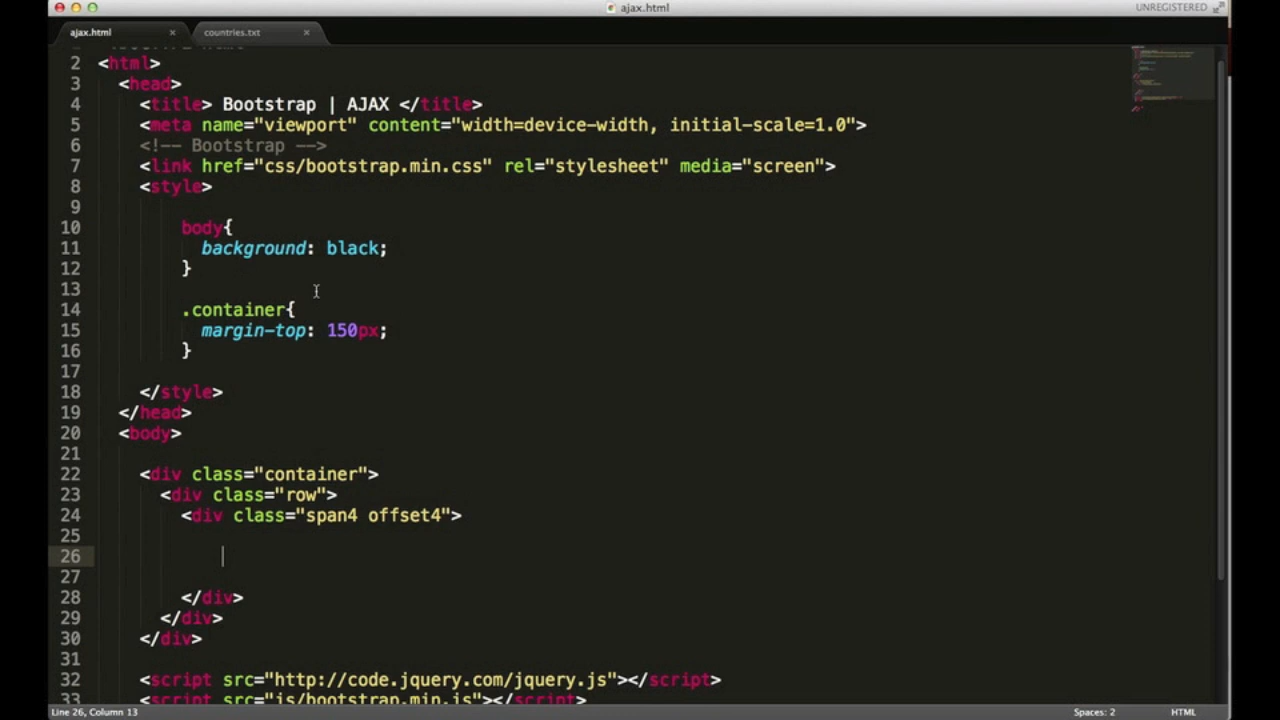 ajax.html
UNREGISTERED
ajax.html ×
countries.txt ×
2 <html>
3 <head>
4 <title> Bootstrap | AJAX </title>
5 <meta name="viewport" content="width=device-width, initial-scale=1.0">
6 <!-- Bootstrap -->
7 <link href="css/bootstrap.min.css" rel="stylesheet" media="screen">
8 <style>
9
10 body{
11 background: black;
12 }
13
14 .container{
15 margin-top: 150px;
16 }
17
18 </style>
19 </head>
20 <body>
21
22 <div class="container">
23 <div class="row">
24 <div class="span4 offset4">
25
26
27
28 </div>
29 </div>
30 </div>
31
32 <script src="http://code.jquery.com/jquery.js"></script>
33 <script src="js/bootstrap.min.js"></script>
Line 26, Column 13
Spaces: 2
HTML